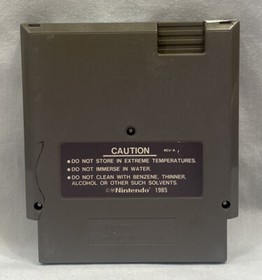 CAUTION REV-A
• DO NOT STORE IN EXTREME TEMPERATURES.
• DO NOT IMMERSE IN WATER.
• DO NOT CLEAN WITH BENZENE, THINNER,
ALCOHOL OR OTHER SUCH SOLVENTS.
©® Nintendo 1985